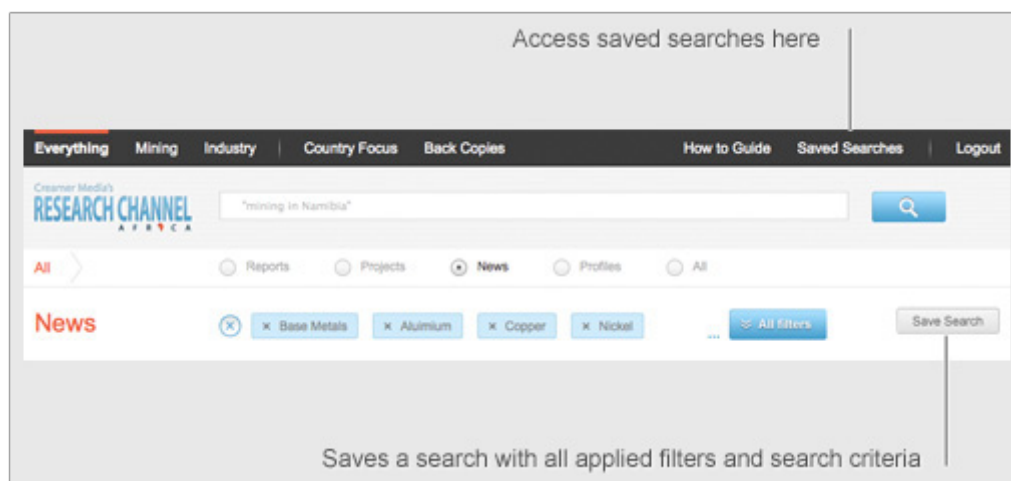 Access saved searches here
Everything Mining Industry Country Focus Back Copies How to Guide Saved Searches Logout
Creamer Media's
RESEARCH CHANNEL
AFRICA
"mining in Namibia"
All Reports Projects News Profiles All
News × Base Metals × Aluimium × Copper × Nickel ... All filters Save Search
Saves a search with all applied filters and search criteria